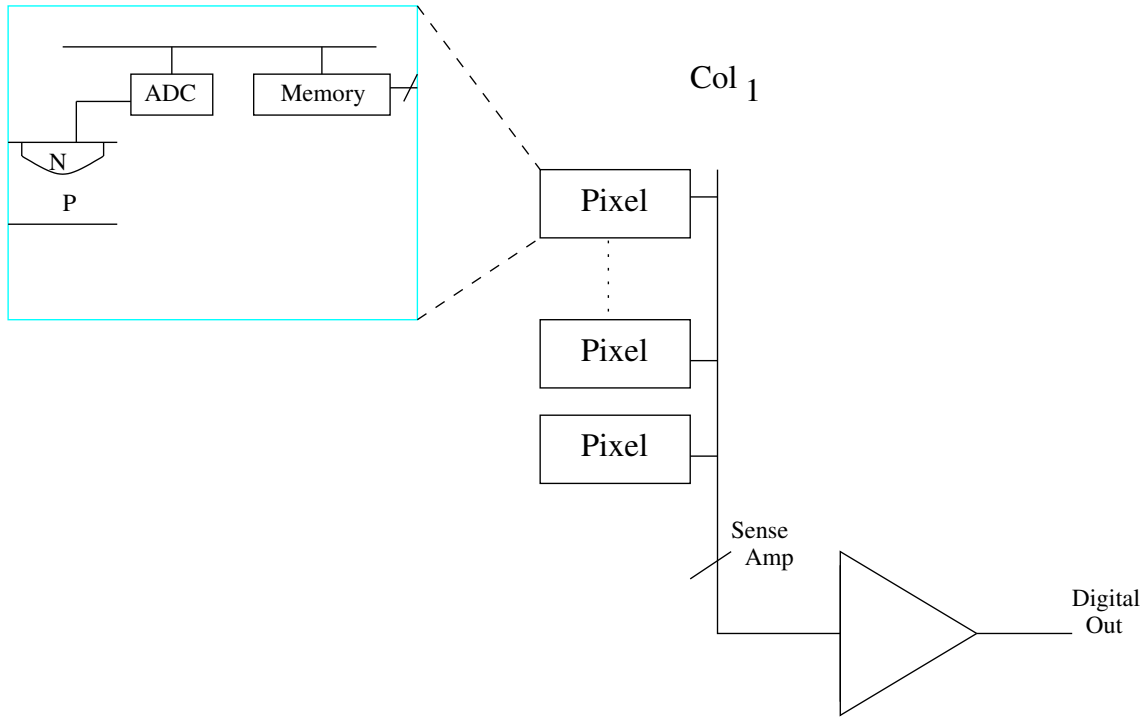 ADC
Memory
N
P
Col 1
Pixel
Pixel
Pixel
Sense
Amp
Digital
Out